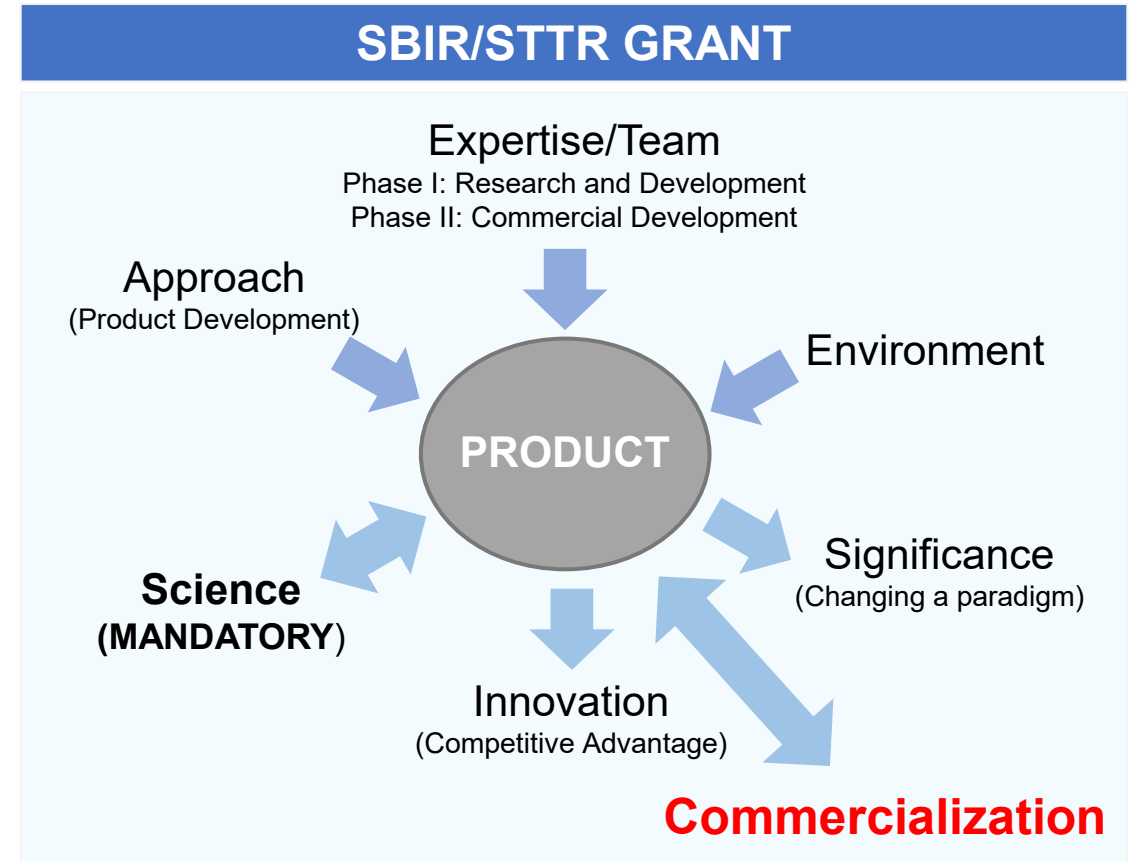 SBIR/STTR GRANT
Expertise/Team
Phase I: Research and Development
Phase II: Commercial Development
Approach
(Product Development)
Environment
PRODUCT
Science
(MANDATORY)
Significance
(Changing a paradigm)
Innovation
(Competitive Advantage)
Commercialization